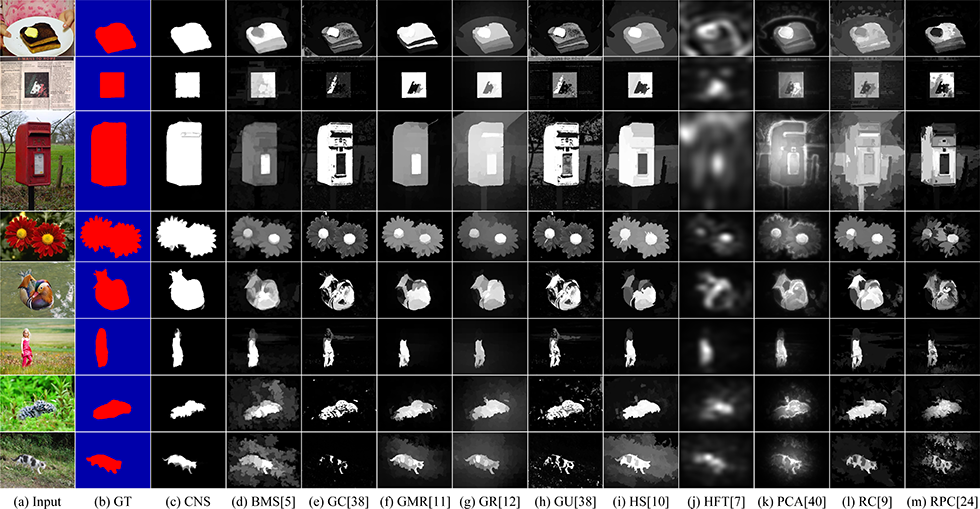 (a) Input (b) GT (c) CNS (d) BMS[5] (e) GC[38] (f) GMR[11] (g) GR[12] (h) GU[38] (i) HS[10] (j) HFT[7] (k) PCA[40] (l) RC[9] (m) RPC[24]